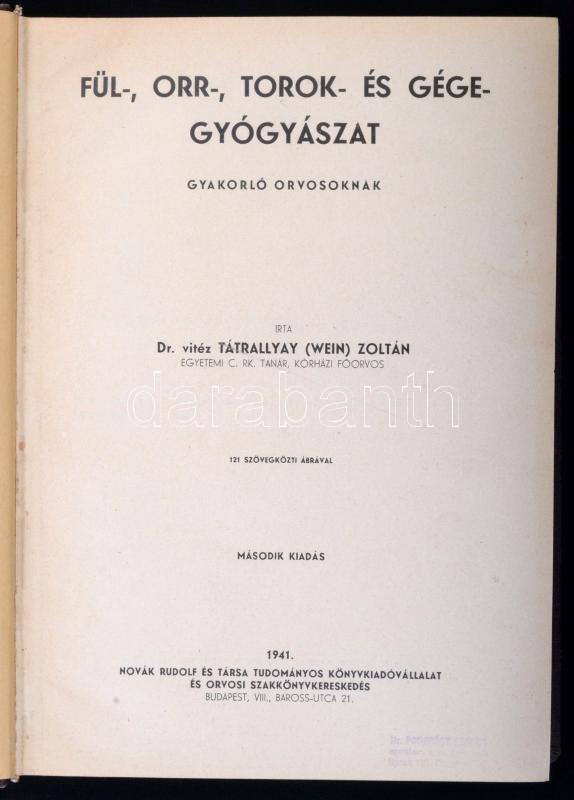 FÜL-, ORR-, TOROK- ÉS GÉGE-
GYÓGYÁSZAT
GYAKORLÓ ORVOSOKNAK
IRTA
Dr. vitéz TÁTRALLYAY (WEIN) ZOLTÁN
EGYETEMI C. RK. TANÁR, KÓRHÁZI FŐORVOS
darabanth
121 SZÖVEGKÖZTI ÁBRÁVAL
MÁSODIK KIADÁS
1941.
NOVÁK RUDOLF ÉS TÁRSA TUDOMÁNYOS KÖNYVKIADÓVÁLLALAT
ÉS ORVOSI SZAKKÖNYVKERESKEDÉS
BUDAPEST, VIII., BAROSS-UTCA 21.
Dr.